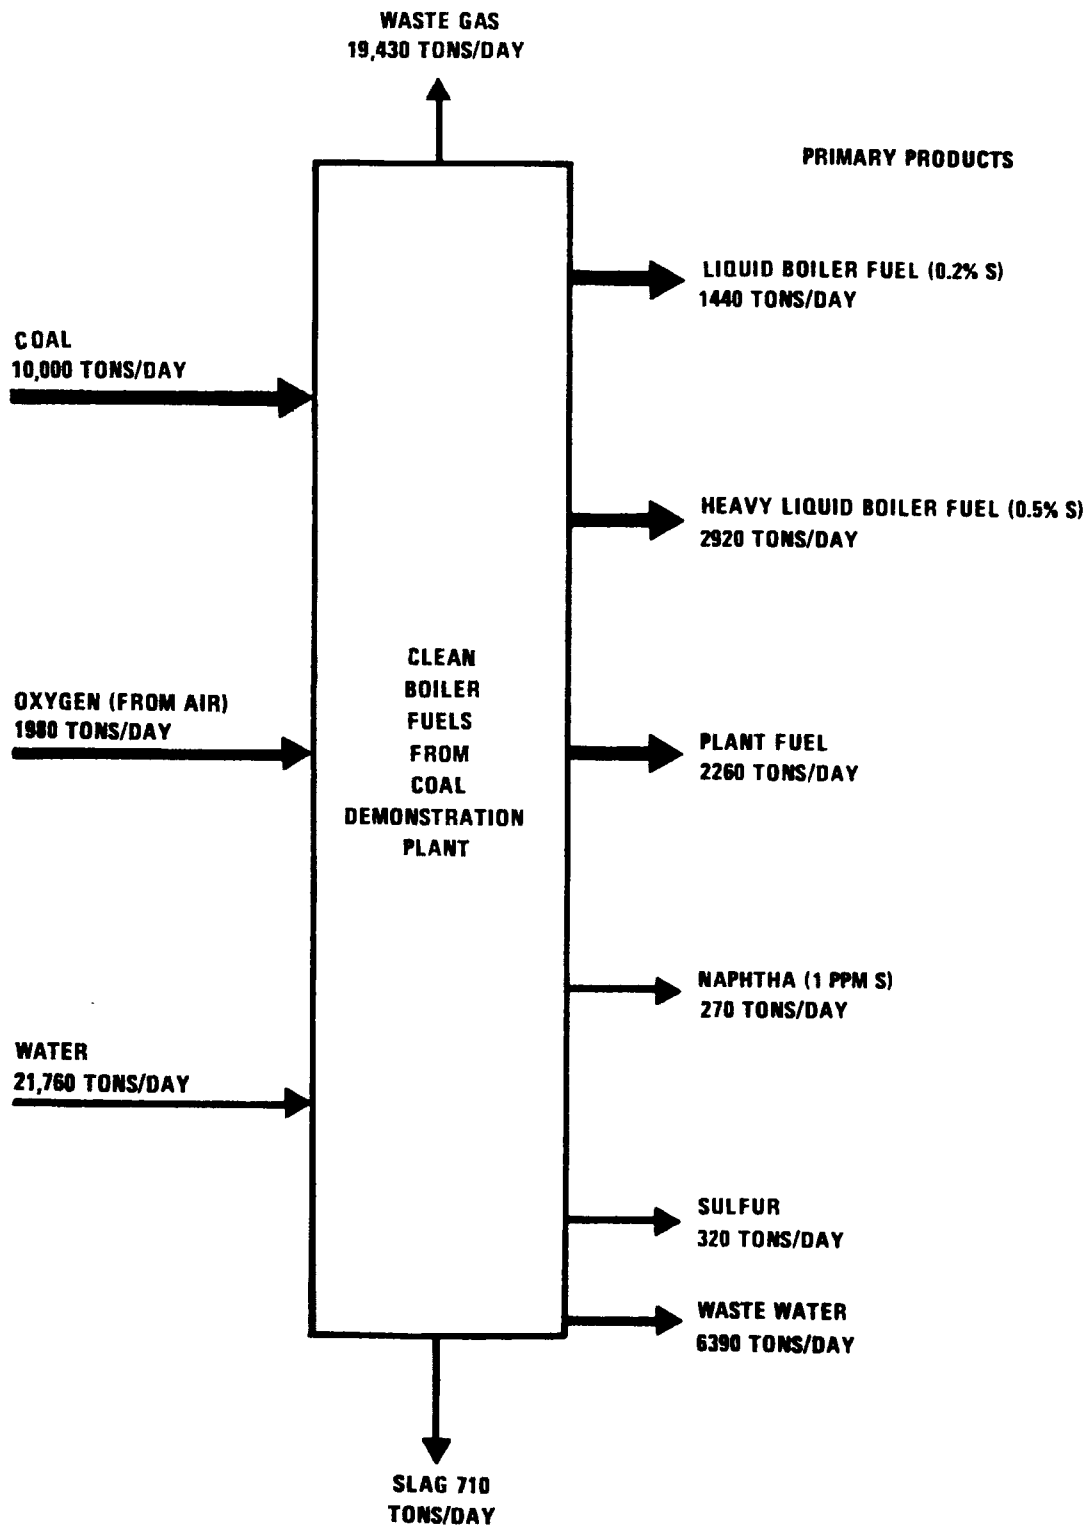 WASTE GAS
19,430 TONS/DAY
PRIMARY PRODUCTS
LIQUID BOILER FUEL (0.2% S)
1440 TONS/DAY
COAL
10,000 TONS/DAY
HEAVY LIQUID BOILER FUEL (0.5% S)
2920 TONS/DAY
CLEAN
BOILER
FUELS
FROM
COAL
DEMONSTRATION
PLANT
OXYGEN (FROM AIR)
1980 TONS/DAY
PLANT FUEL
2260 TONS/DAY
NAPHTHA (1 PPM S)
270 TONS/DAY
WATER
21,760 TONS/DAY
SULFUR
320 TONS/DAY
WASTE WATER
6390 TONS/DAY
SLAG 710
TONS/DAY